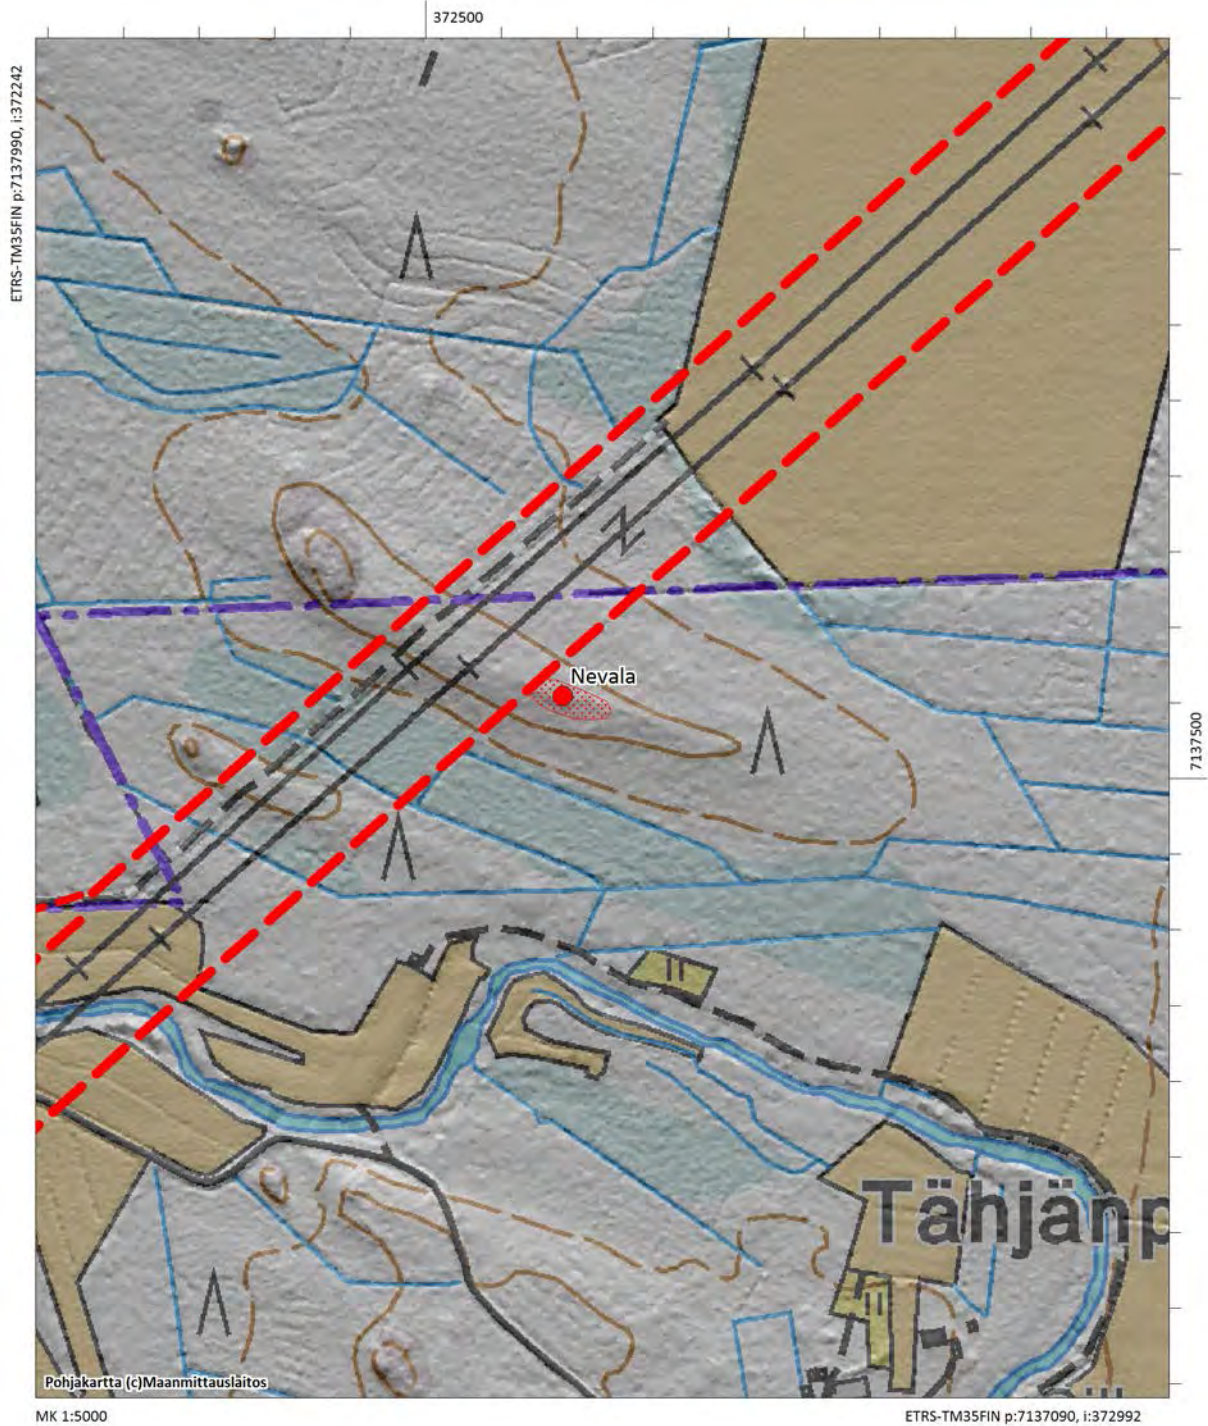 372500
ETRS-TM35FIN p:7137990, i:372242
Nevala
7137500
Tähjänp
Pohjakartta (c)Maanmittauslaitos
MK 1:5000
ETRS-TM35FIN p:7137090, i:372992